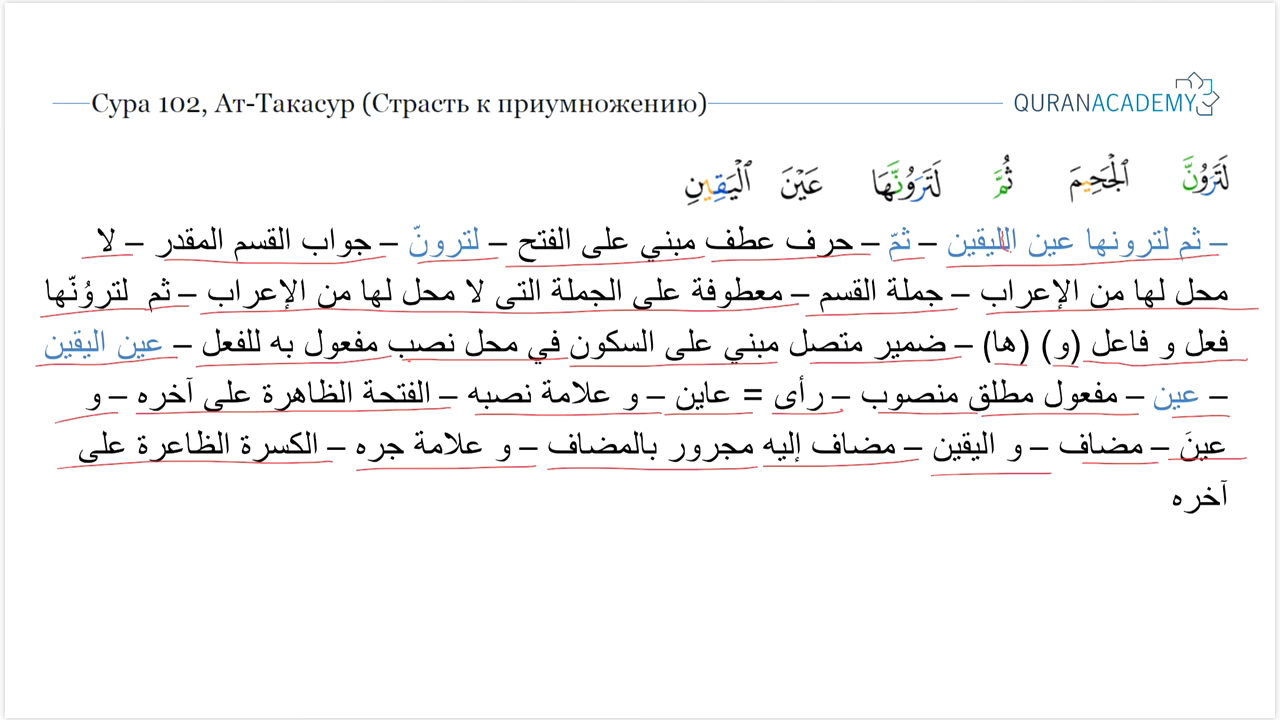 Сура 102, Ат-Такасур (Страсть к приумножению)
QURANACADEMY
لَتَرَوُنَّ ٱلْجَحِيمَ ثُمَّ لَتَرَوُنَّهَا عَيْنَ ٱلْيَقِينِ
– ثم لترونها عين االيقين – ثمّ – حرف عطف مبني على الفتح – لترونّ – جواب القسم المقدر – لا
محل لها من الإعراب – جملة القسم – معطوفة على الجملة التى لا محل لها من الإعراب – ثم لتروُنّها
فعل و فاعل (و) (ها) – ضمير متصل مبني على السكون في محل نصب مفعول به للفعل – عين اليقين
– عين – مفعول مطلق منصوب – رأى = عاين – و علامة نصبه – الفتحة الظاهرة على آخره – و
عينَ – مضاف – و اليقين – مضاف إليه مجرور بالمضاف – و علامة جره – الكسرة الظاعرة على
آخره